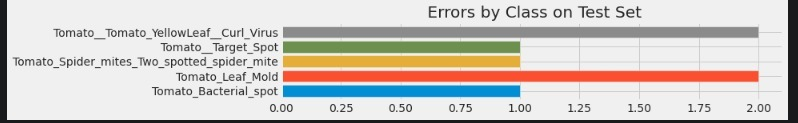 Errors by Class on Test Set
Tomato__Tomato_YellowLeaf__Curl_Virus
Tomato__Target_Spot
Tomato_Spider_mites_Two_spotted_spider_mite
Tomato_Leaf_Mold
Tomato_Bacterial_spot
0.00 0.25 0.50 0.75 1.00 1.25 1.50 1.75 2.00